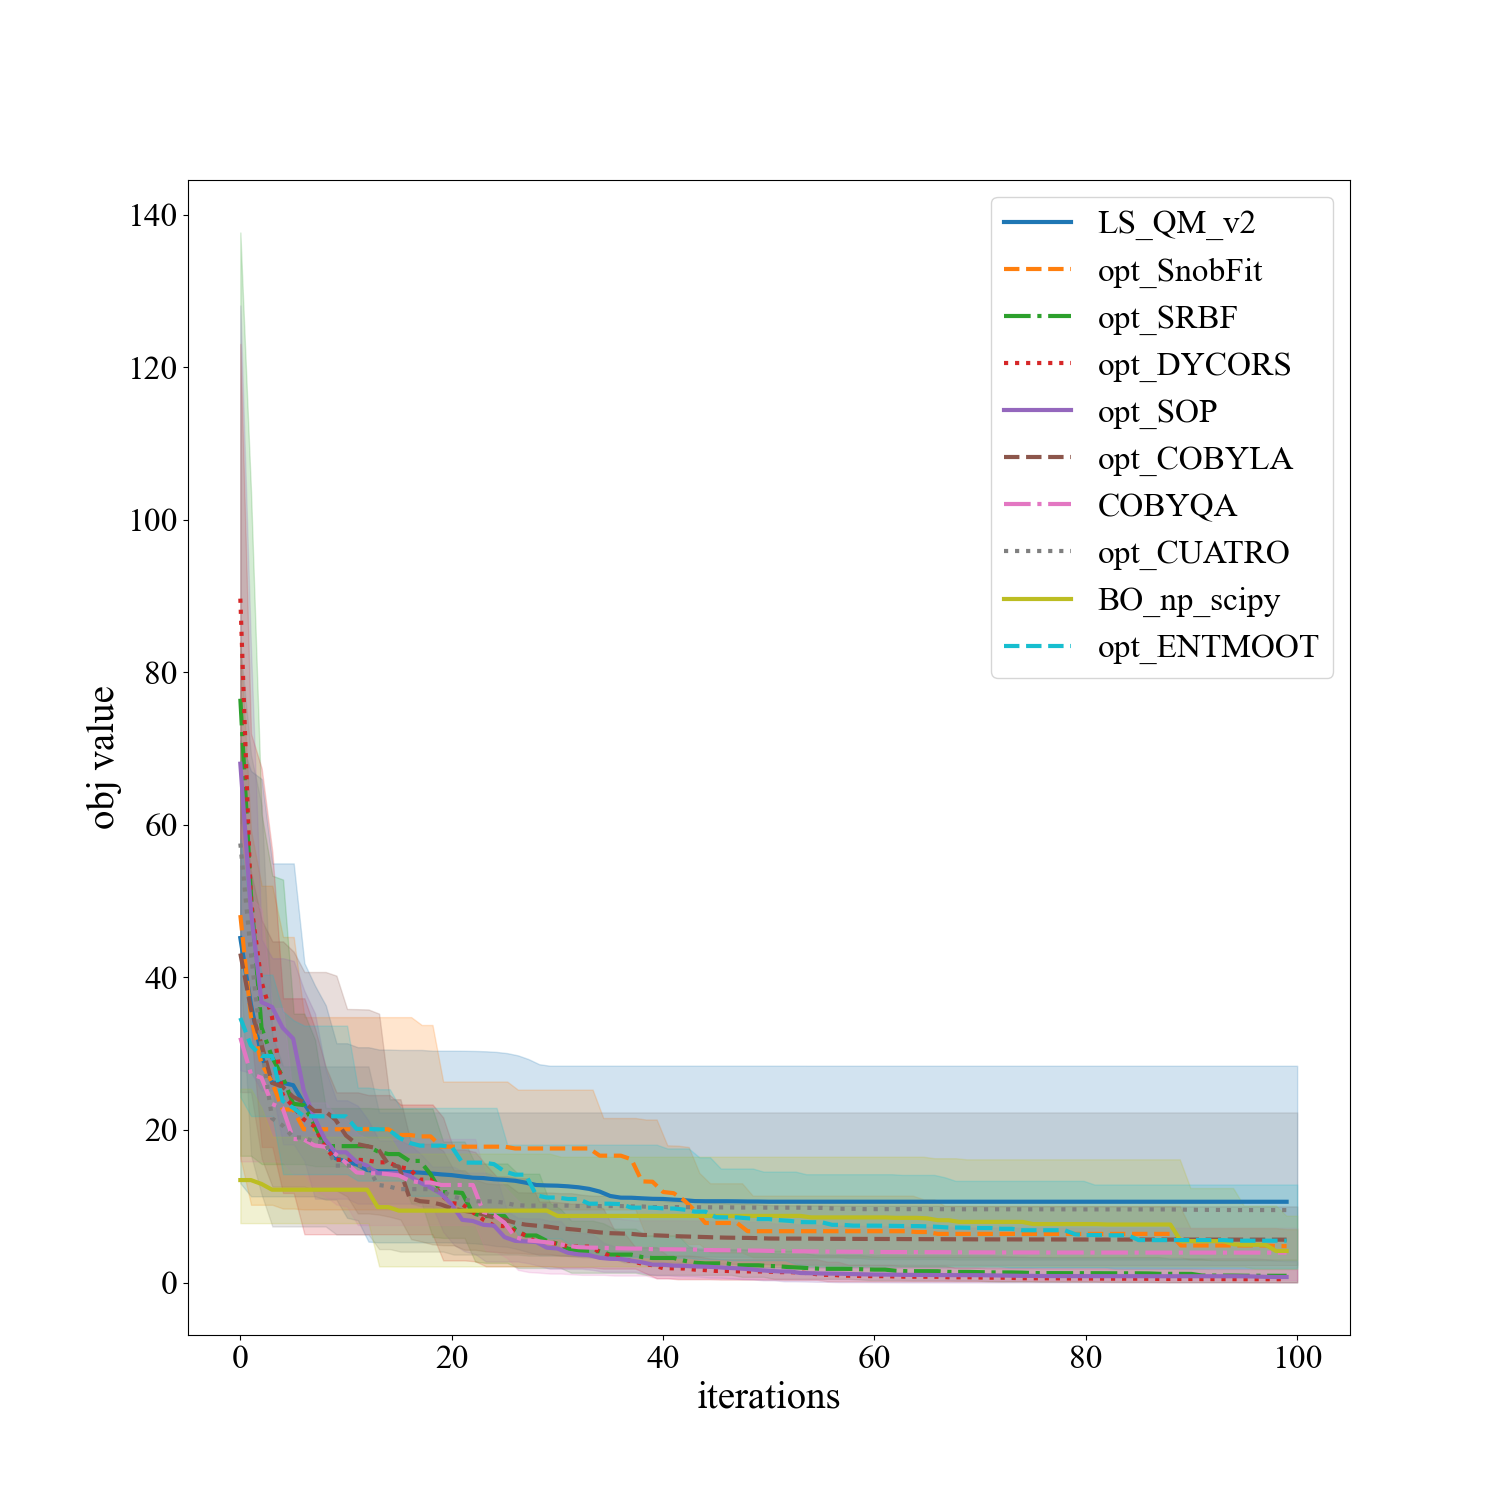 140
120
100
80
60
40
20
0
obj value
0 20 40 60 80 100
iterations
LS_QM_v2
opt_SnobFit
opt_SRBF
opt_DYCORS
opt_SOP
opt_COBYLA
COBYQA
opt_CUATRO
BO_np_scipy
opt_ENTMOOT